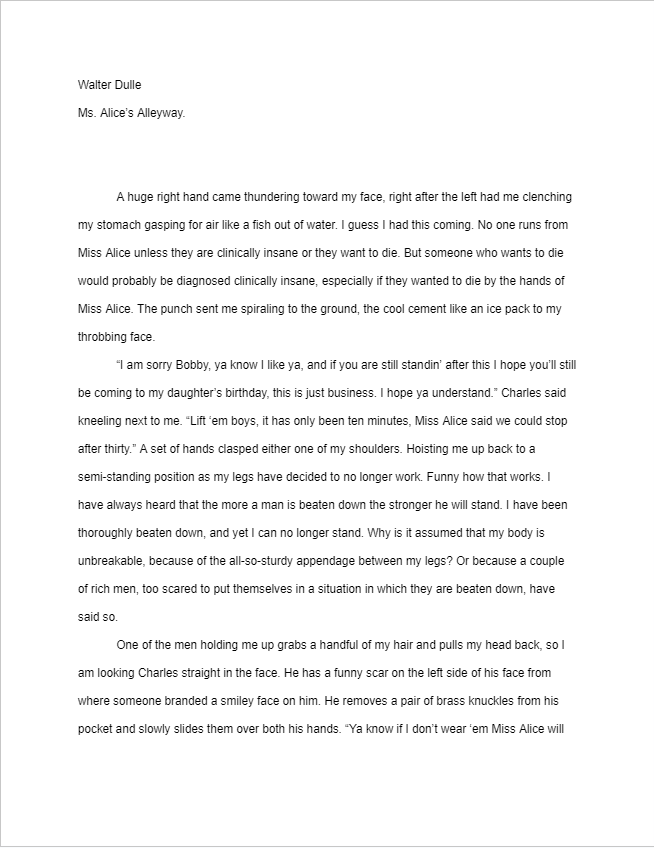 Walter Dulle
Ms. Alice’s Alleyway.
A huge right hand came thundering toward my face, right after the left had me clenching
my stomach gasping for air like a fish out of water. I guess I had this coming. No one runs from
Miss Alice unless they are clinically insane or they want to die. But someone who wants to die
would probably be diagnosed clinically insane, especially if they wanted to die by the hands of
Miss Alice. The punch sent me spiraling to the ground, the cool cement like an ice pack to my
throbbing face.
“I am sorry Bobby, ya know I like ya, and if you are still standin’ after this I hope you’ll still
be coming to my daughter’s birthday, this is just business. I hope ya understand.” Charles said
kneeling next to me. “Lift ‘em boys, it has only been ten minutes, Miss Alice said we could stop
after thirty.” A set of hands clasped either one of my shoulders. Hoisting me up back to a
semi-standing position as my legs have decided to no longer work. Funny how that works. I
have always heard that the more a man is beaten down the stronger he will stand. I have been
thoroughly beaten down, and yet I can no longer stand. Why is it assumed that my body is
unbreakable, because of the all-so-sturdy appendage between my legs? Or because a couple
of rich men, too scared to put themselves in a situation in which they are beaten down, have
said so.
One of the men holding me up grabs a handful of my hair and pulls my head back, so I
am looking Charles straight in the face. He has a funny scar on the left side of his face from
where someone branded a smiley face on him. He removes a pair of brass knuckles from his
pocket and slowly slides them over both his hands. “Ya know if I don’t wear ‘em Miss Alice will